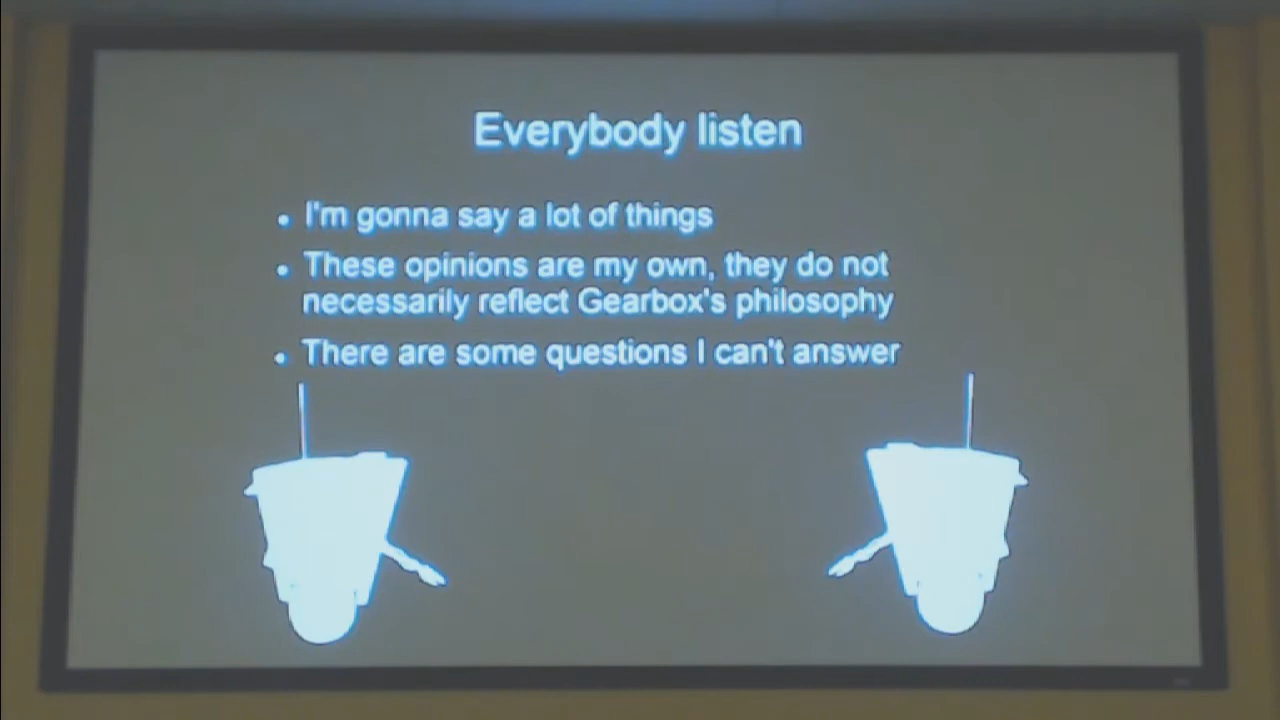 Everybody listen
• I'm gonna say a lot of things
• These opinions are my own, they do not
necessarily reflect Gearbox's philosophy
• There are some questions I can't answer